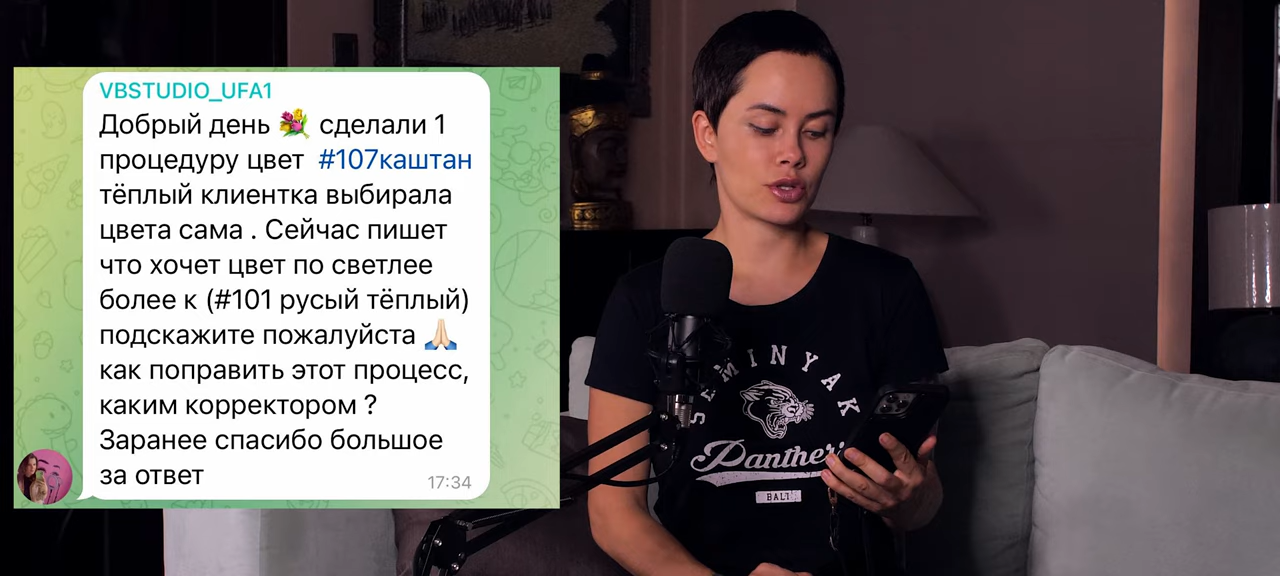 VBSTUDIO_UFA1
Добрый день 💐 сделали 1
процедуру цвет #107каштан
тёплый клиентка выбирала
цвета сама . Сейчас пишет
что хочет цвет по светлее
более к (#101 русый тёплый)
подскажите пожалуйста 🙏🏻
как поправить этот процесс,
каким корректором ?
Заранее спасибо большое
за ответ
17:34
SEMINYAK
Panther
BALI